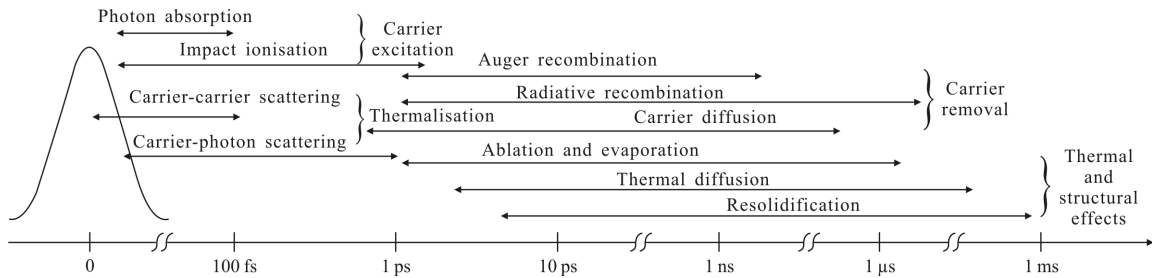 Photon absorption
Impact ionisation
Carrier
excitation
Auger recombination
Radiative recombination
Carrier
removal
Carrier-carrier scattering
Thermalisation
Carrier diffusion
Carrier-photon scattering
Ablation and evaporation
Thermal diffusion
Resolidification
Thermal
and
structural
effects
0
100 fs
1 ps
10 ps
1 ns
1 μs
1 ms